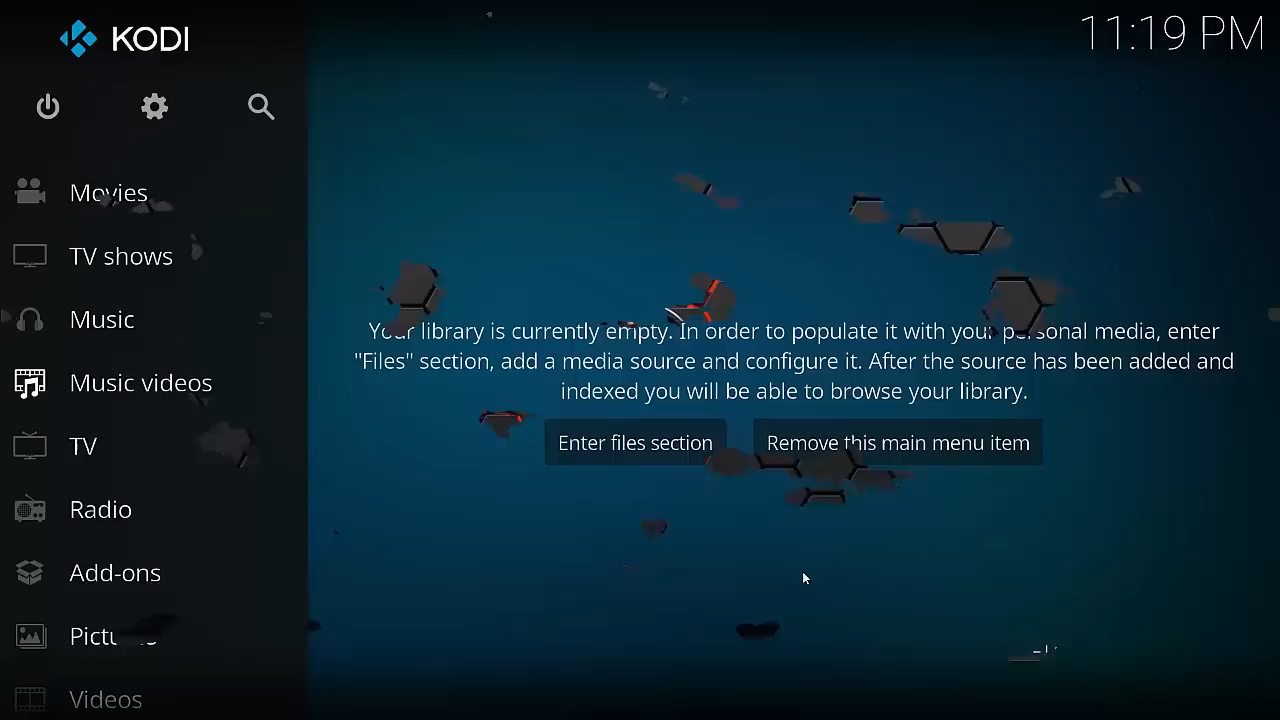 KODI
11:19 PM
Movies
TV shows
Music
Music videos
TV
Radio
Add-ons
Pictures
Videos
Your library is currently empty. In order to populate it with your personal media, enter
"Files" section, add a media source and configure it. After the source has been added and
indexed you will be able to browse your library.
Enter files section
Remove this main menu item